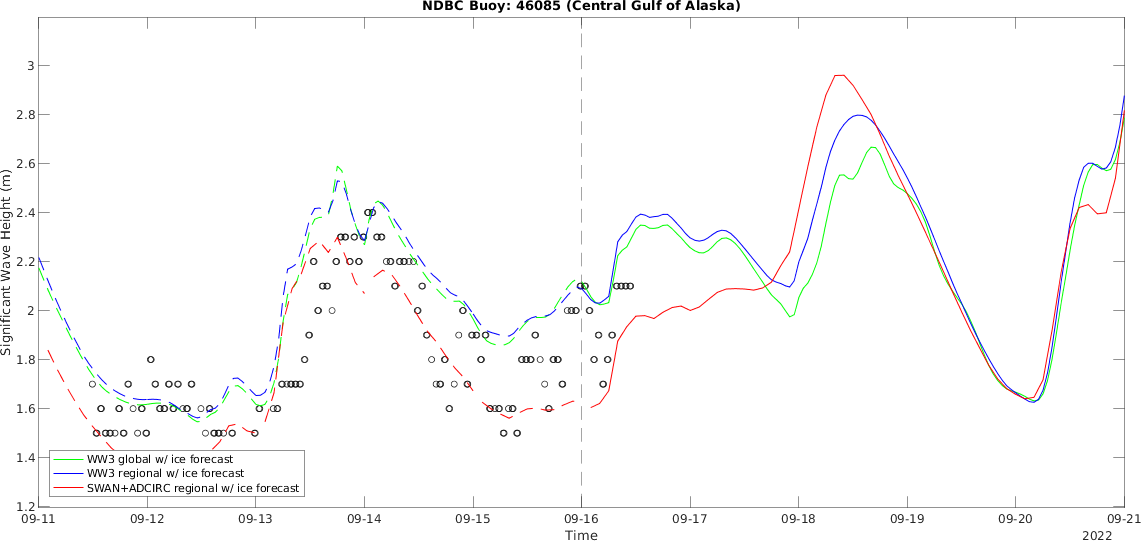 NDBC Buoy: 46085 (Central Gulf of Alaska)
Significant Wave Height (m)
3
2.8
2.6
2.4
2.2
2
1.8
1.6
1.4
1.2
WW3 global w/ ice forecast
WW3 regional w/ ice forecast
SWAN+ADCIRC regional w/ ice forecast
09-11 09-12 09-13 09-14 09-15 09-16 09-17 09-18 09-19 09-20 09-21
Time 2022